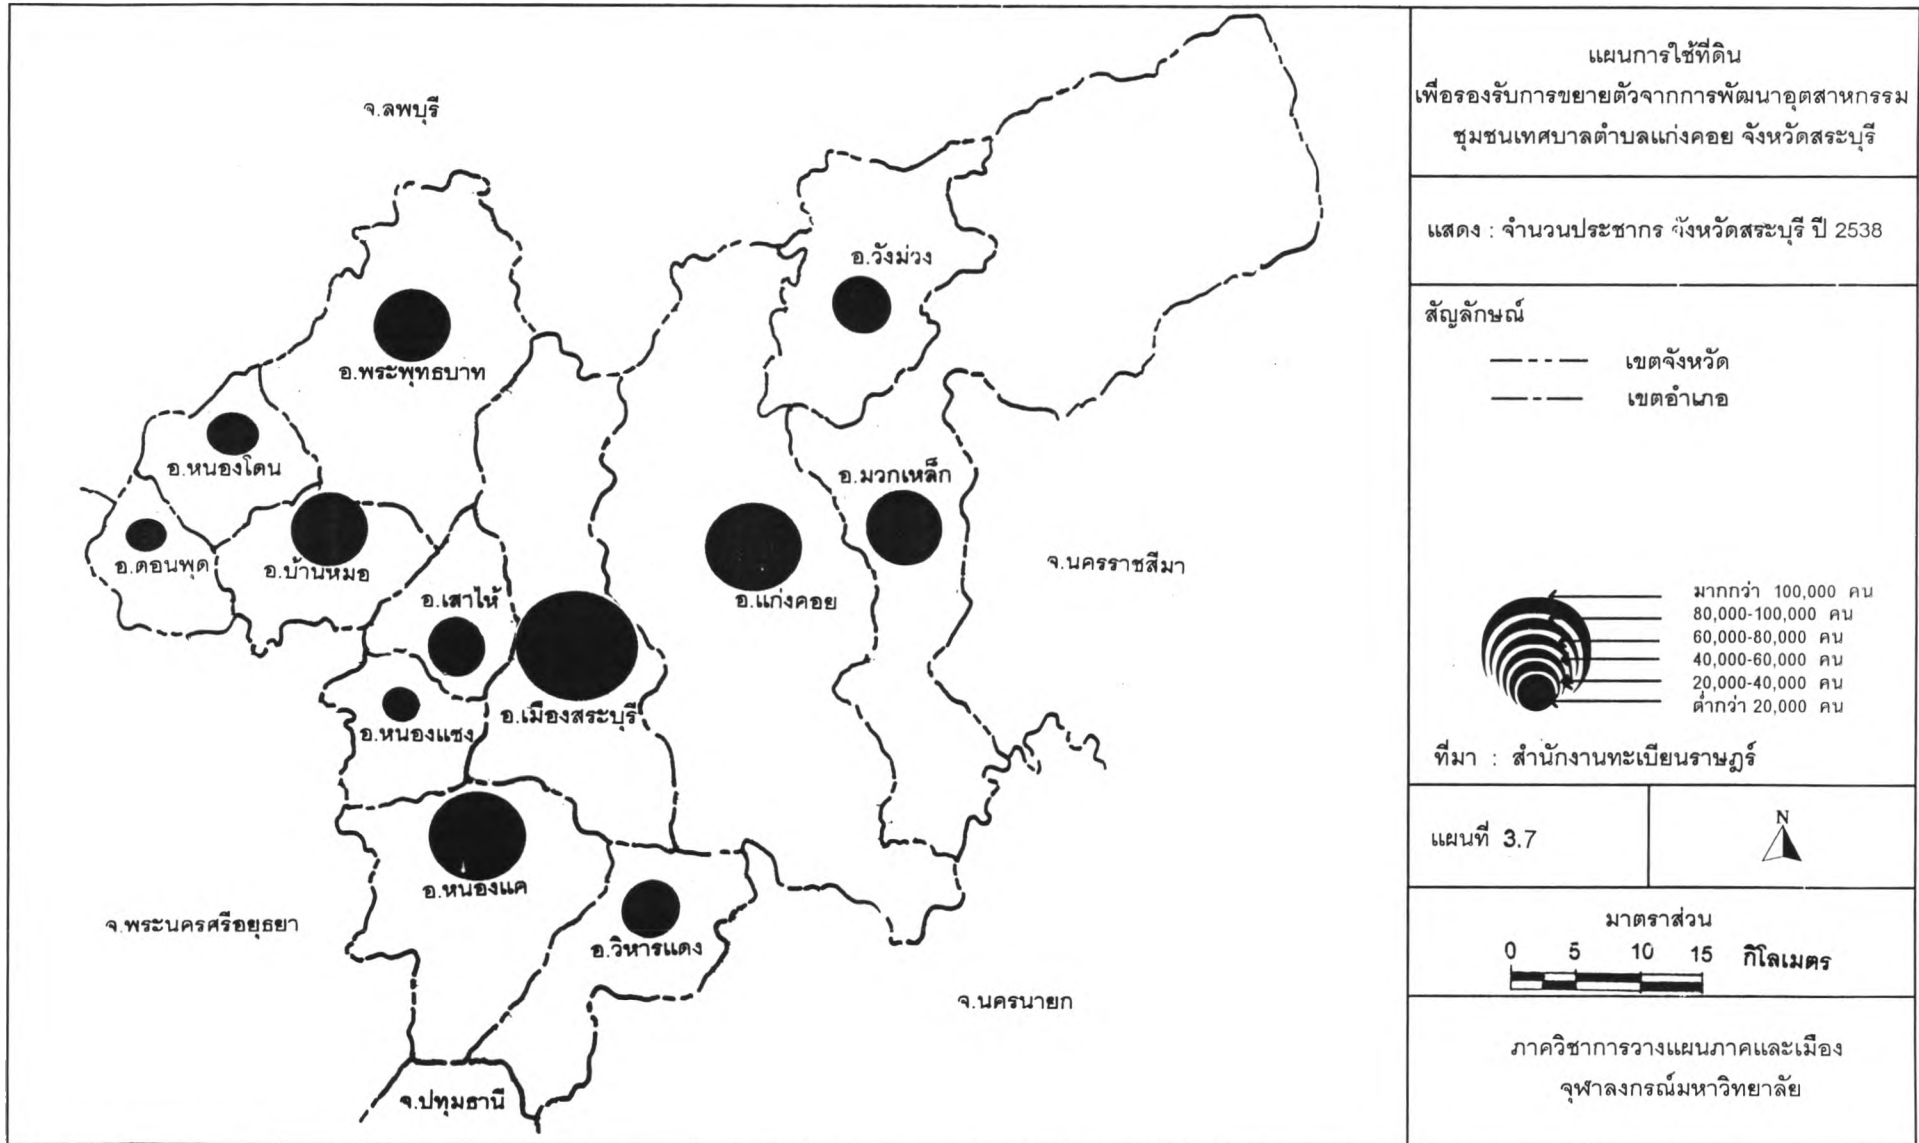 แผนการใช้ที่ดิน
เพื่อรองรับการขยายตัวจากการพัฒนาอุตสาหกรรม
ชุมชนเทศบาลตำบลแก่งคอย จังหวัดสระบุรี
แสดง : จำนวนประชากร จังหวัดสระบุรี ปี 2538
สัญลักษณ์
เขตจังหวัด
เขตอำเภอ
มากกว่า 100,000 คน
80,000-100,000 คน
60,000-80,000 คน
40,000-60,000 คน
20,000-40,000 คน
ต่ำกว่า 20,000 คน
ที่มา : สำนักงานทะเบียนราษฎร์
แผนที่ 3.7
N
มาตราส่วน
0 5 10 15 กิโลเมตร
ภาควิชาการวางแผนภาคและเมือง
จุฬาลงกรณ์มหาวิทยาลัย
จ.ลพบุรี
อ.วังม่วง
อ.พระพุทธบาท
อ.หนองโดน
อ.มวกเหล็ก
อ.ดอนพุด
อ.บ้านหมอ
จ.นครราชสีมา
อ.เสาไห้
อ.แก่งคอย
อ.เมืองสระบุรี
อ.หนองแซง
อ.หนองแค
จ.พระนครศรีอยุธยา
อ.วิหารแดง
จ.นครนายก
จ.ปทุมธานี